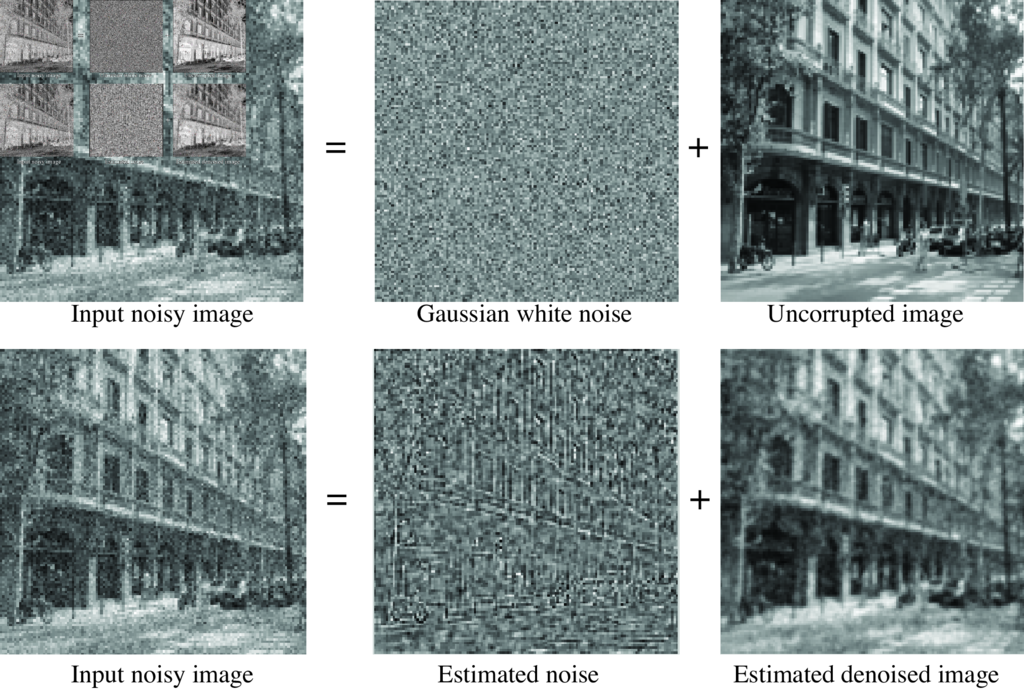 =
+
Input noisy image
Gaussian white noise
Uncorrupted image
=
+
Input noisy image
Estimated noise
Estimated denoised image